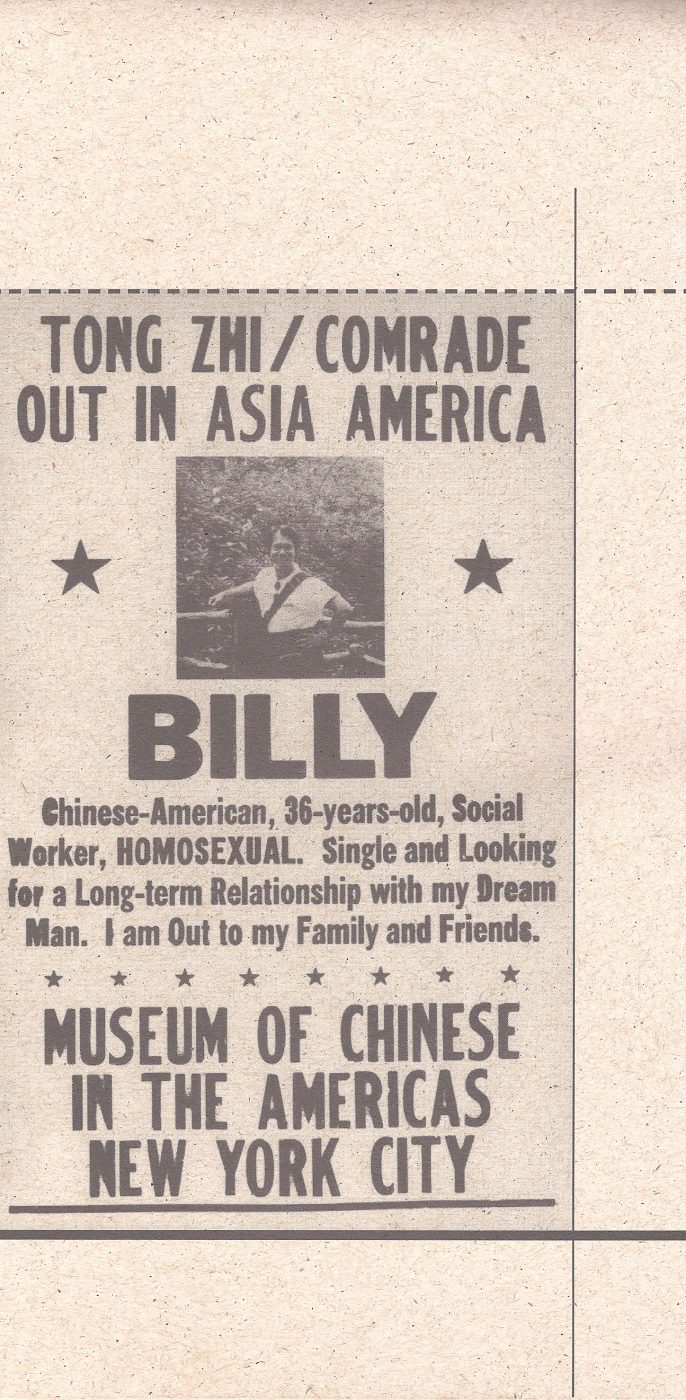 TONG ZHI/COMRADE
OUT IN ASIA AMERICA
BILLY
Chinese-American, 36-years-old, Social
Worker, HOMOSEXUAL. Single and Looking
for a Long-term Relationship with my Dream
Man. I am Out to my Family and Friends.
MUSEUM OF CHINESE
IN THE AMERICAS
NEW YORK CITY